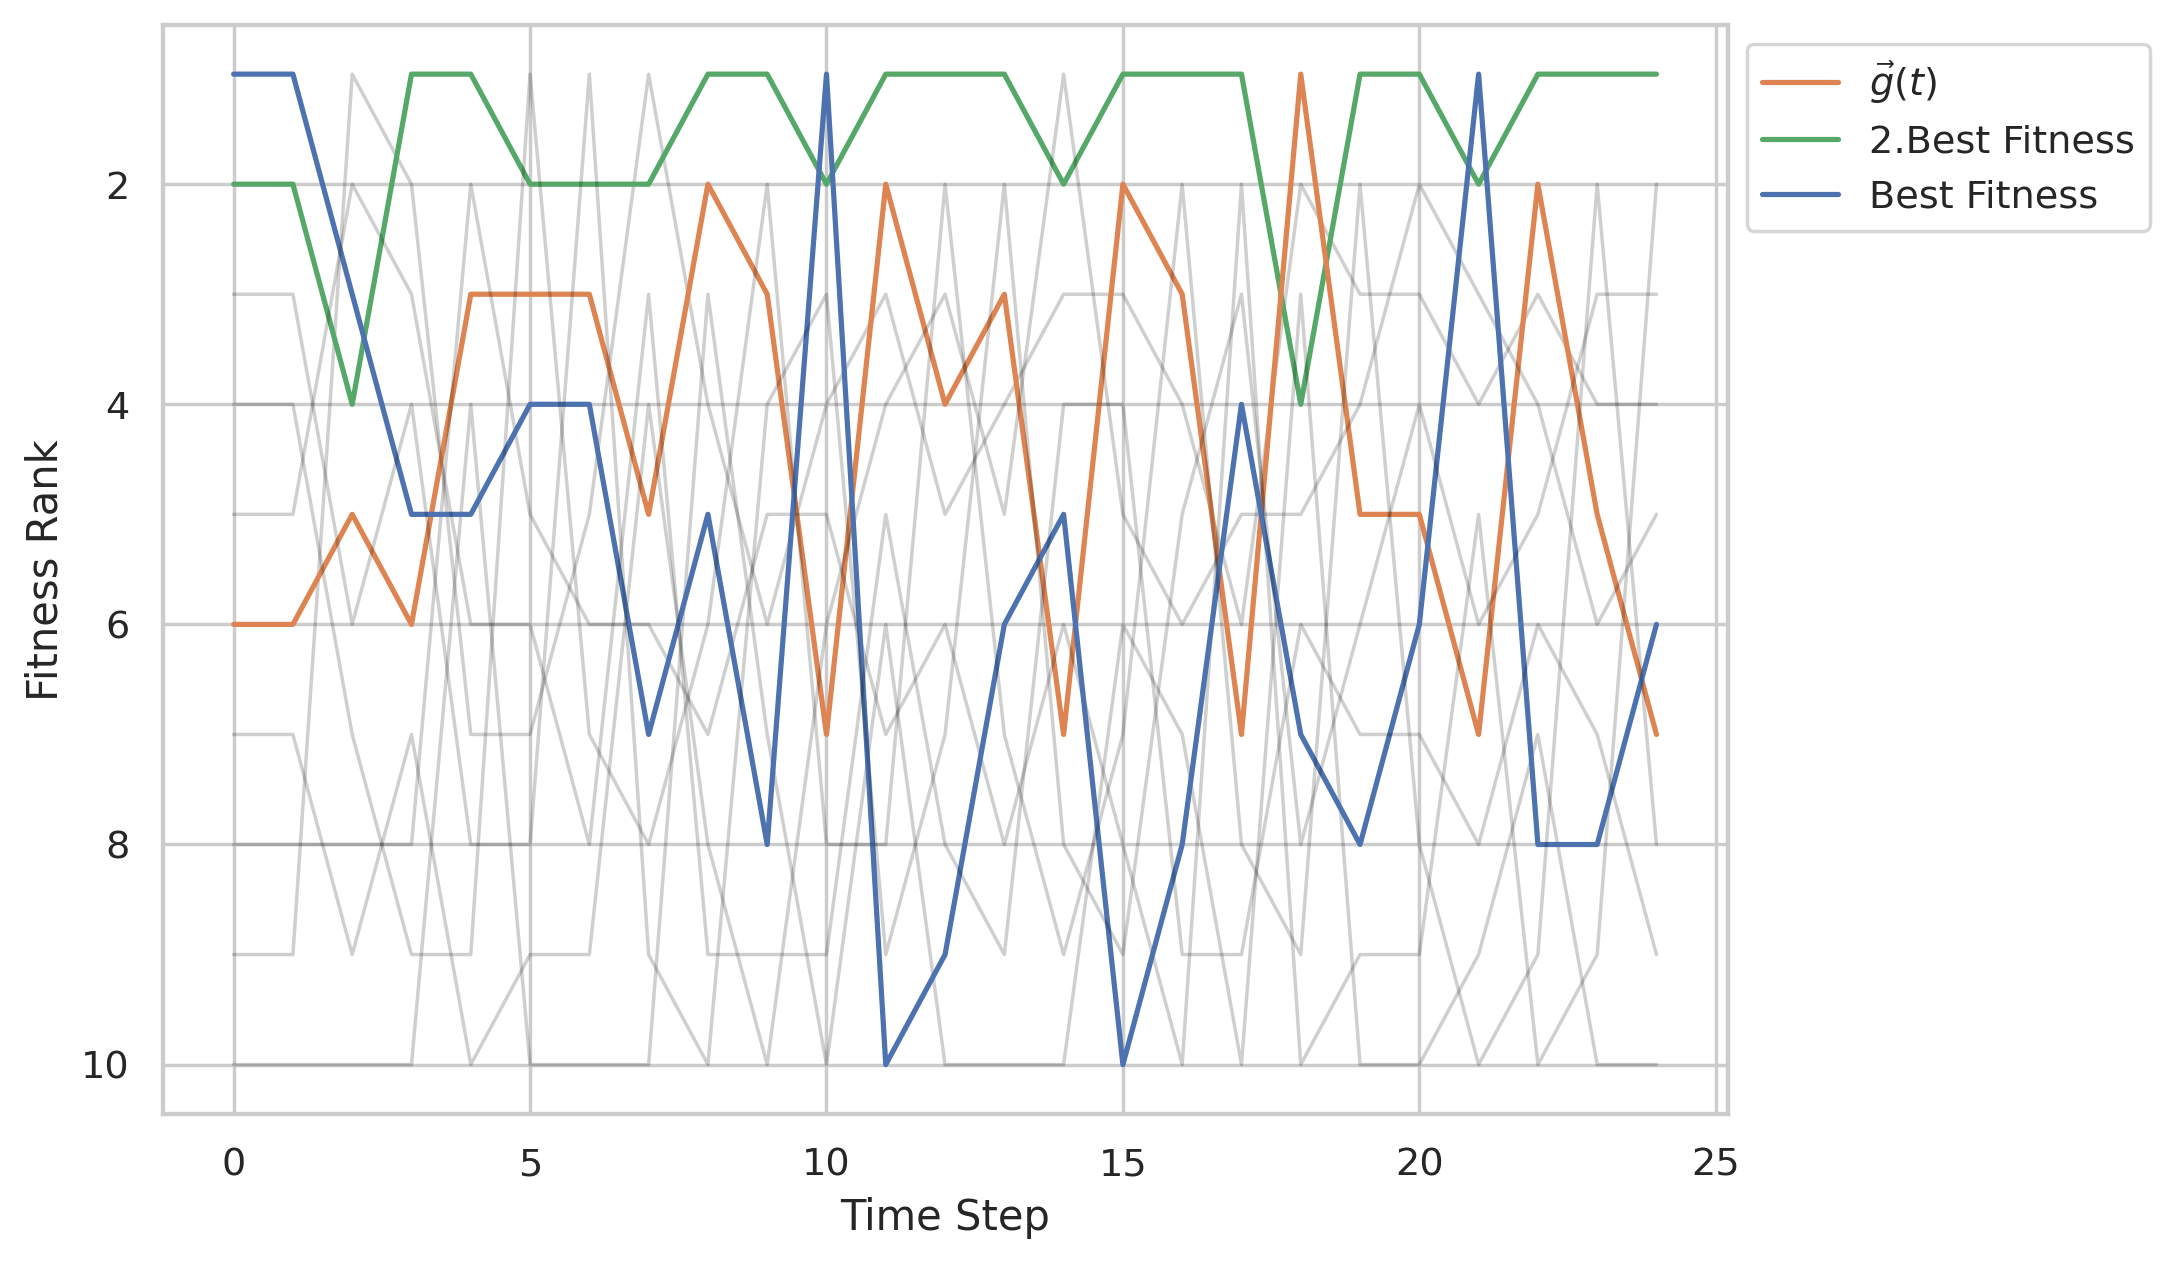 g⃗(t)
2.Best Fitness
Best Fitness
Fitness Rank
2
4
6
8
10
0 5 10 15 20 25
Time Step